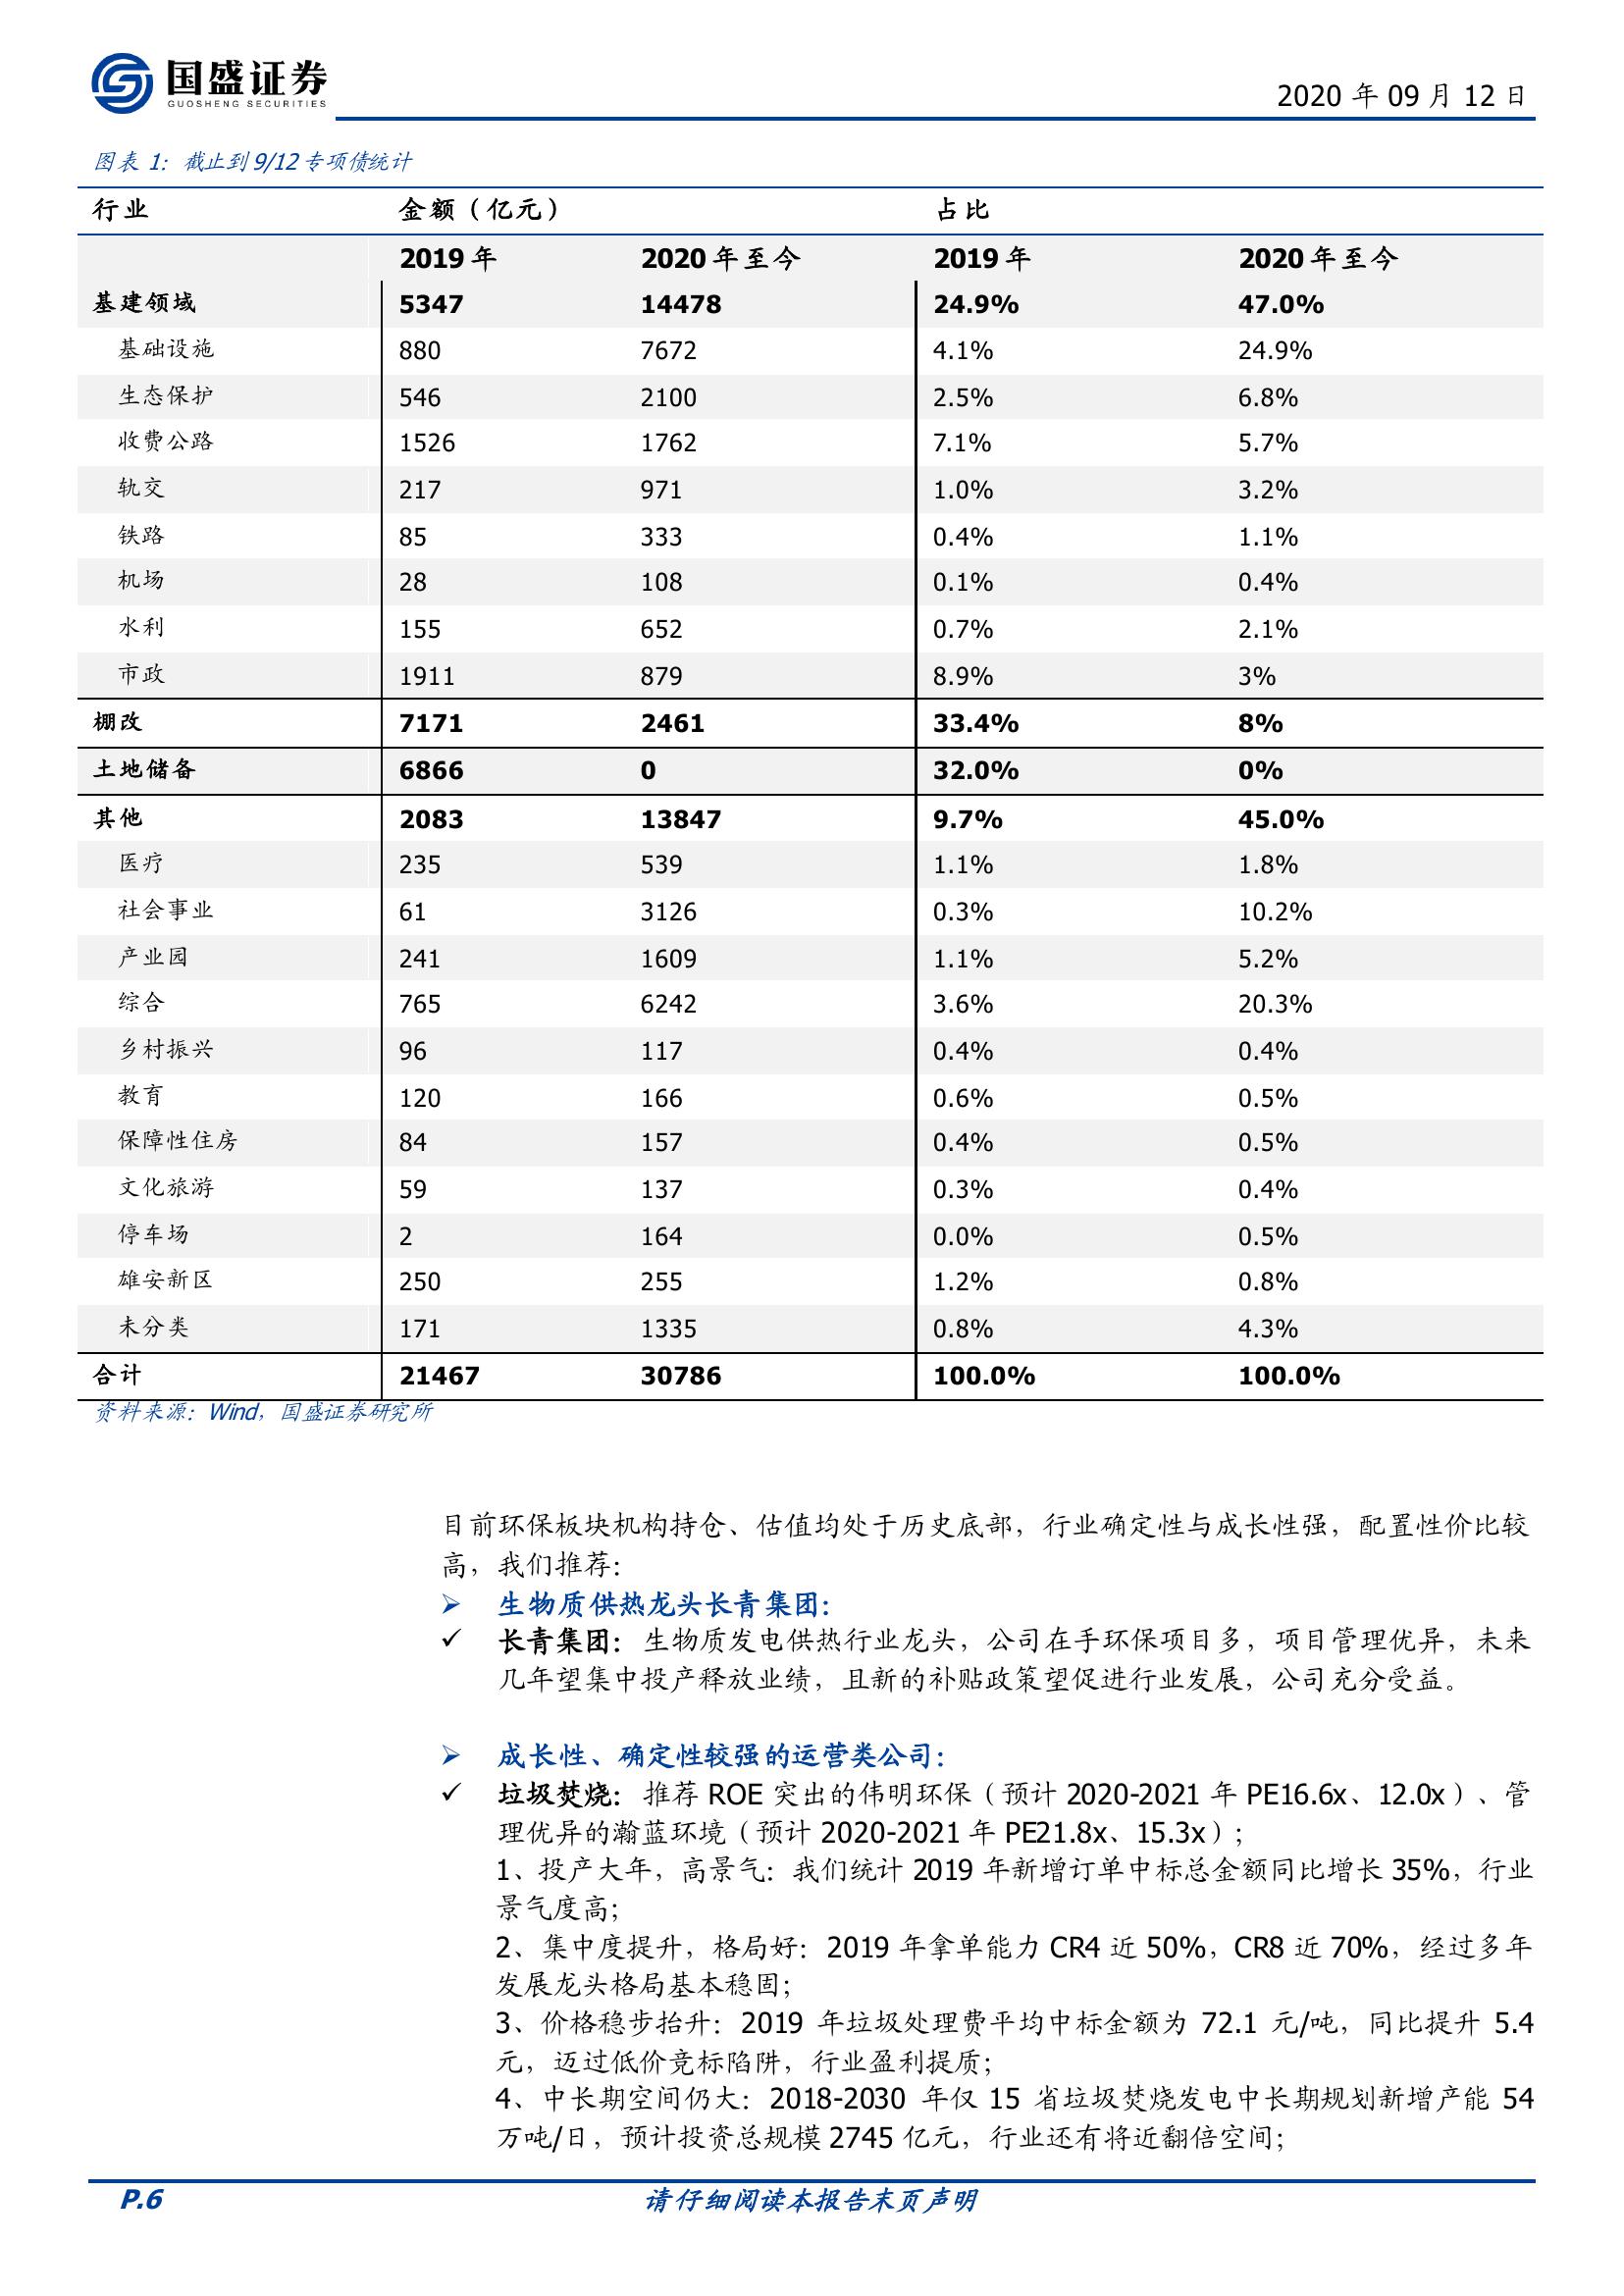 国盛证券
GUOSHENG SECURITIES
2020 年 09 月 12 日
图表 1：截止到 9/12 专项债统计
行业 金额（亿元） 占比
2019 年 2020 年至今 2019 年 2020 年至今
基建领域 5347 14478 24.9% 47.0%
基础设施 880 7672 4.1% 24.9%
生态保护 546 2100 2.5% 6.8%
收费公路 1526 1762 7.1% 5.7%
轨交 217 971 1.0% 3.2%
铁路 85 333 0.4% 1.1%
机场 28 108 0.1% 0.4%
水利 155 652 0.7% 2.1%
市政 1911 879 8.9% 3%
棚改 7171 2461 33.4% 8%
土地储备 6866 0 32.0% 0%
其他 2083 13847 9.7% 45.0%
医疗 235 539 1.1% 1.8%
社会事业 61 3126 0.3% 10.2%
产业园 241 1609 1.1% 5.2%
综合 765 6242 3.6% 20.3%
乡村振兴 96 117 0.4% 0.4%
教育 120 166 0.6% 0.5%
保障性住房 84 157 0.4% 0.5%
文化旅游 59 137 0.3% 0.4%
停车场 2 164 0.0% 0.5%
雄安新区 250 255 1.2% 0.8%
未分类 171 1335 0.8% 4.3%
合计 21467 30786 100.0% 100.0%
资料来源：Wind，国盛证券研究所
目前环保板块机构持仓、估值均处于历史底部，行业确定性与成长性强，配置性价比较
高，我们推荐：
➢ 生物质供热龙头长青集团：
✓ 长青集团：生物质发电供热行业龙头，公司在手环保项目多，项目管理优异，未来
几年望集中投产释放业绩，且新的补贴政策望促进行业发展，公司充分受益。
➢ 成长性、确定性较强的运营类公司：
✓ 垃圾焚烧：推荐 ROE 突出的伟明环保（预计 2020-2021 年 PE16.6x、12.0x）、管
理优异的瀚蓝环境（预计 2020-2021 年 PE21.8x、15.3x）；
1、投产大年，高景气：我们统计 2019 年新增订单中标总金额同比增长 35%，行业
景气度高；
2、集中度提升，格局好：2019 年拿单能力 CR4 近 50%，CR8 近 70%，经过多年
发展龙头格局基本稳固；
3、价格稳步抬升：2019 年垃圾处理费平均中标金额为 72.1 元/吨，同比提升 5.4
元，迈过低价竞标陷阱，行业盈利提质；
4、中长期空间仍大：2018-2030 年仅 15 省垃圾焚烧发电中长期规划新增产能 54
万吨/日，预计投资总规模 2745 亿元，行业还有将近翻倍空间；
P.6 请仔细阅读本报告末页声明